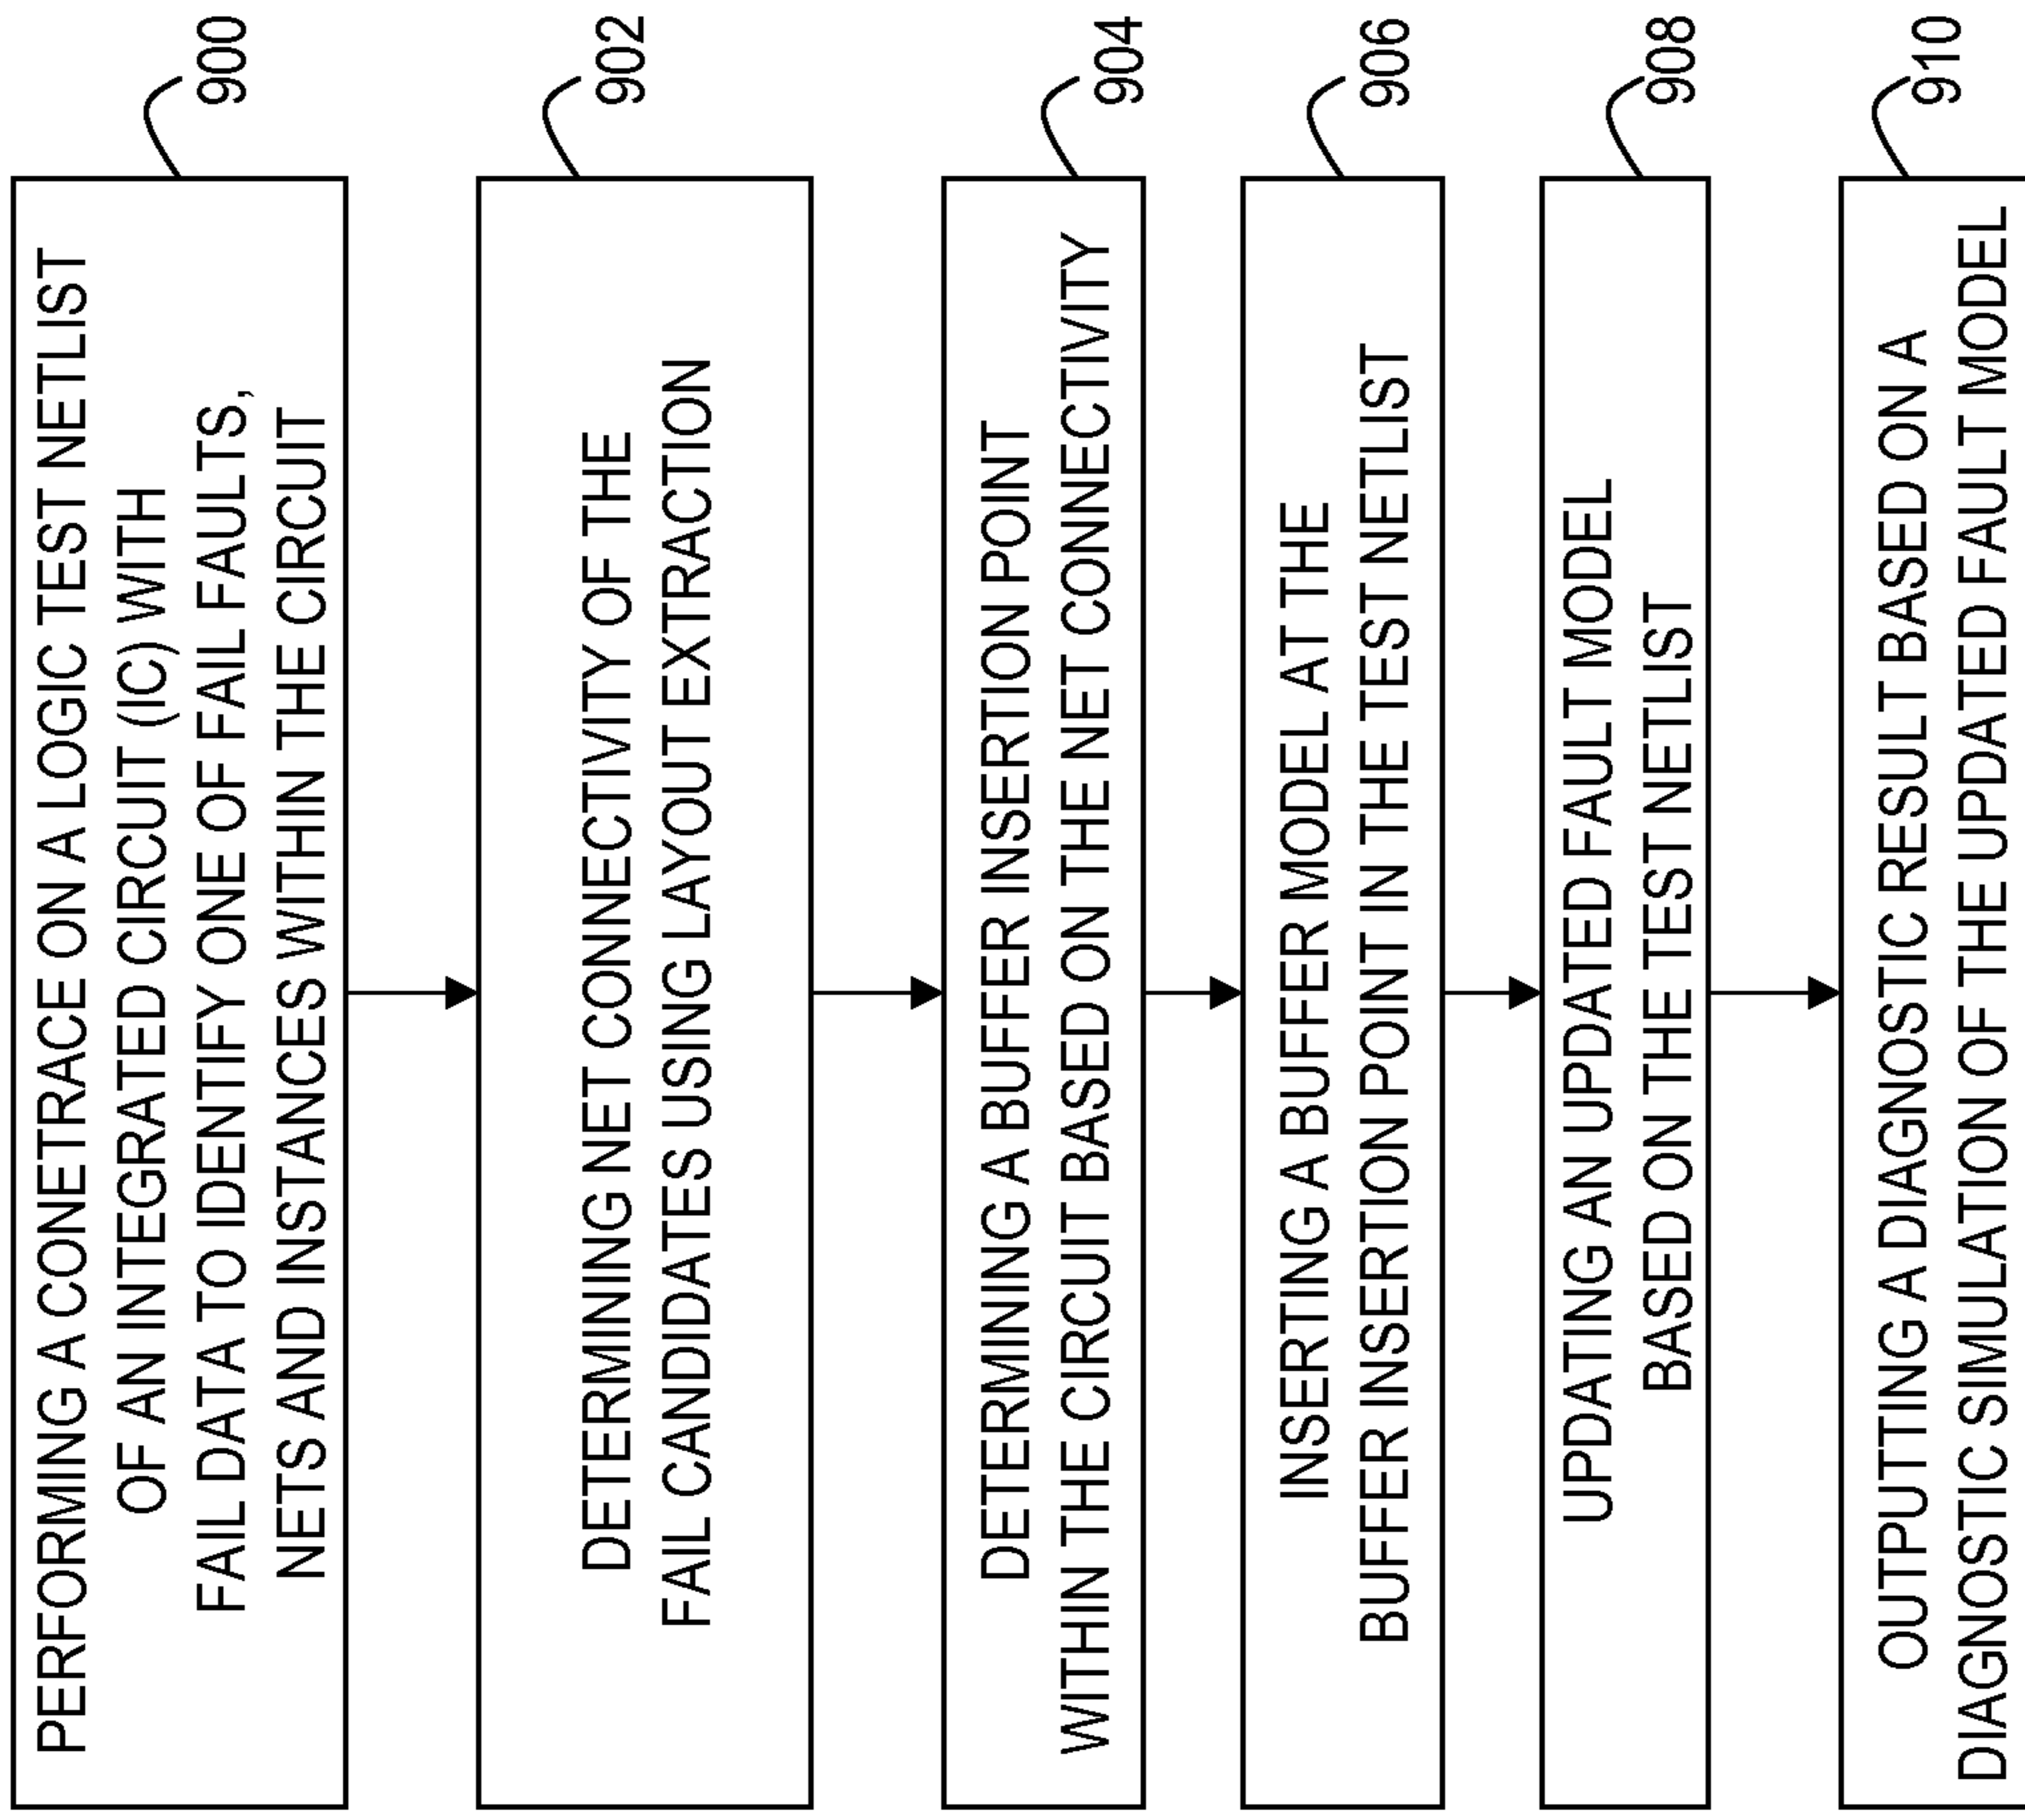 PERFORMING A CONETRACE ON A LOGIC TEST NETLIST
OF AN INTEGRATED CIRCUIT (IC) WITH
FAIL DATA TO IDENTIFY ONE OF FAIL FAULTS,
NETS AND INSTANCES WITHIN THE CIRCUIT
900
DETERMINING NET CONNECTIVITY OF THE
FAIL CANDIDATES USING LAYOUT EXTRACTION
902
DETERMINING A BUFFER INSERTION POINT
WITHIN THE CIRCUIT BASED ON THE NET CONNECTIVITY
904
INSERTING A BUFFER MODEL AT THE
BUFFER INSERTION POINT IN THE TEST NETLIST
906
UPDATING AN UPDATED FAULT MODEL
BASED ON THE TEST NETLIST
908
OUTPUTTING A DIAGNOSTIC RESULT BASED ON A
DIAGNOSTIC SIMULATION OF THE UPDATED FAULT MODEL
910